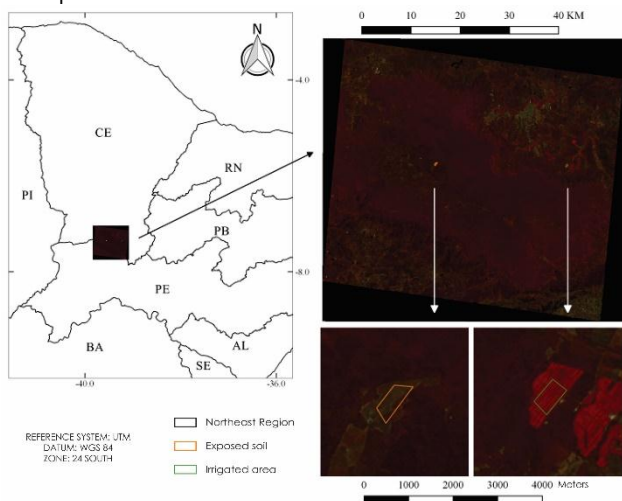 0 10 20 30 40 KM
N
-4.0
CE
RN
PI
PB
-8.0
PE
BA
AL
SE
-40.0 -36.0
REFERENCE SYSTEM: UTM
DATUM: WGS 84
ZONE: 24 SOUTH
Northeast Region
Exposed soil
Irrigated area
0 1000 2000 3000 4000 Meters